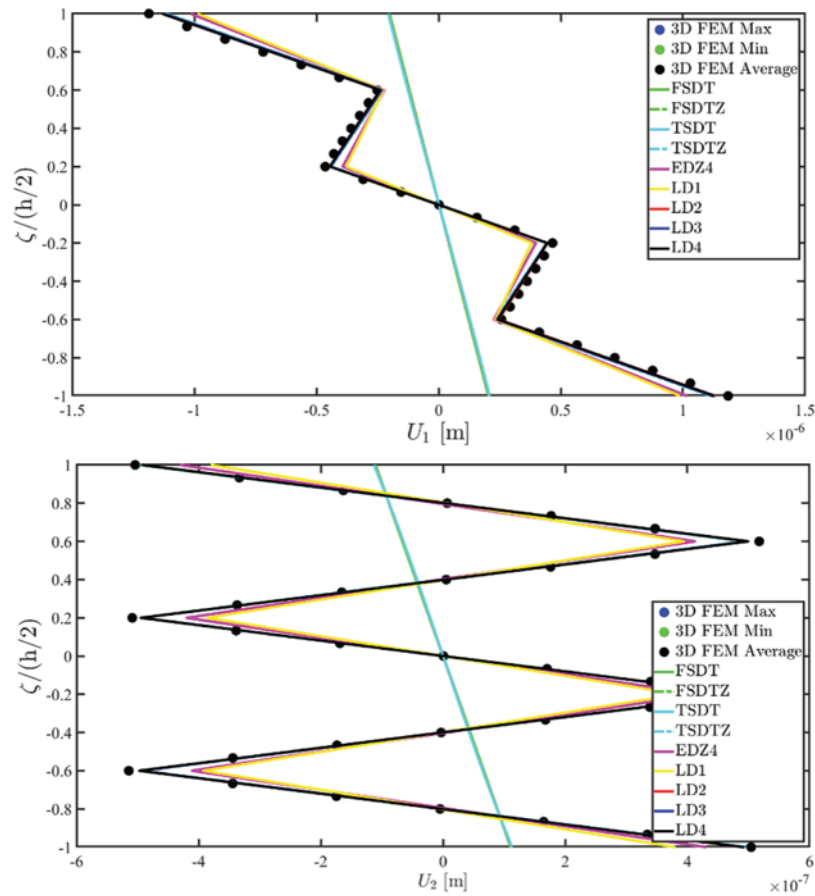 1
0.8
0.6
0.4
0.2
0
-0.2
-0.4
-0.6
-0.8
-1
ζ/(h/2)
3D FEM Max
3D FEM Min
3D FEM Average
FSDT
FSDTZ
TSDT
TSDTZ
EDZ4
LD1
LD2
LD3
LD4
-1.5 -1 -0.5 0 0.5 1 1.5
U₁ [m]
×10⁻⁶
1
0.8
0.6
0.4
0.2
0
-0.2
-0.4
-0.6
-0.8
-1
ζ/(h/2)
3D FEM Max
3D FEM Min
3D FEM Average
FSDT
FSDTZ
TSDT
TSDTZ
EDZ4
LD1
LD2
LD3
LD4
-6 -4 -2 0 2 4 6
U₂ [m]
×10⁻⁷